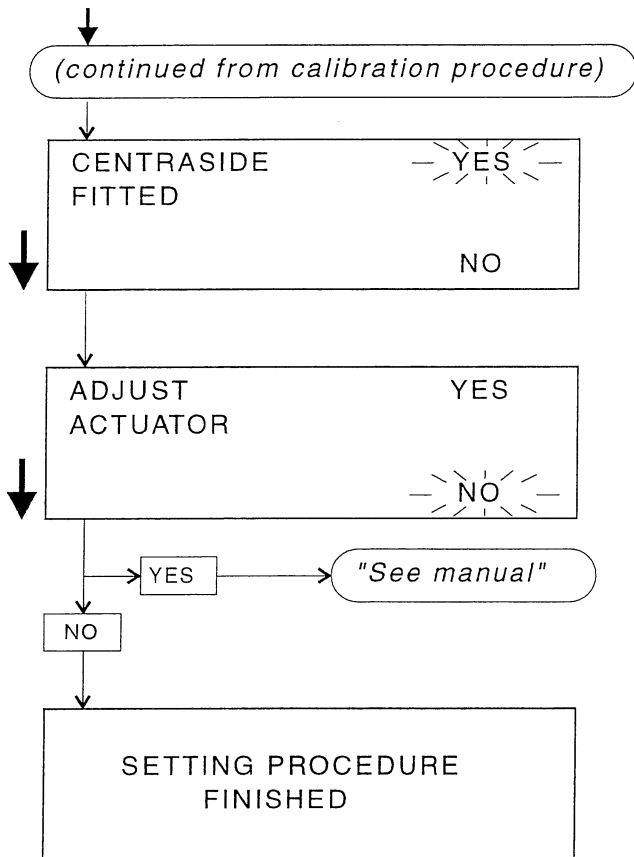 (continued from calibration procedure)
CENTRASIDE YES
FITTED
NO
ADJUST YES
ACTUATOR
NO
YES "See manual"
NO
SETTING PROCEDURE
FINISHED